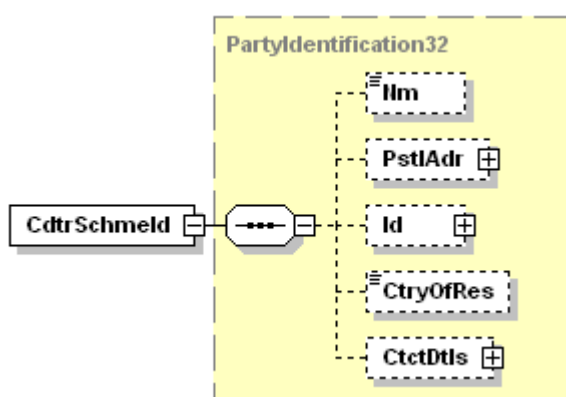 PartyIdentification32
Nm
PstlAdr
CdtrSchmeId
Id
CtryOfRes
CtctDtls